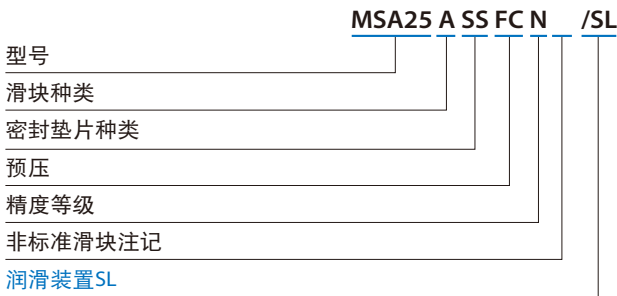 MSA25 A SS FC N /SL
型号
滑块种类
密封垫片种类
预压
精度等级
非标准滑块注记
润滑装置SL